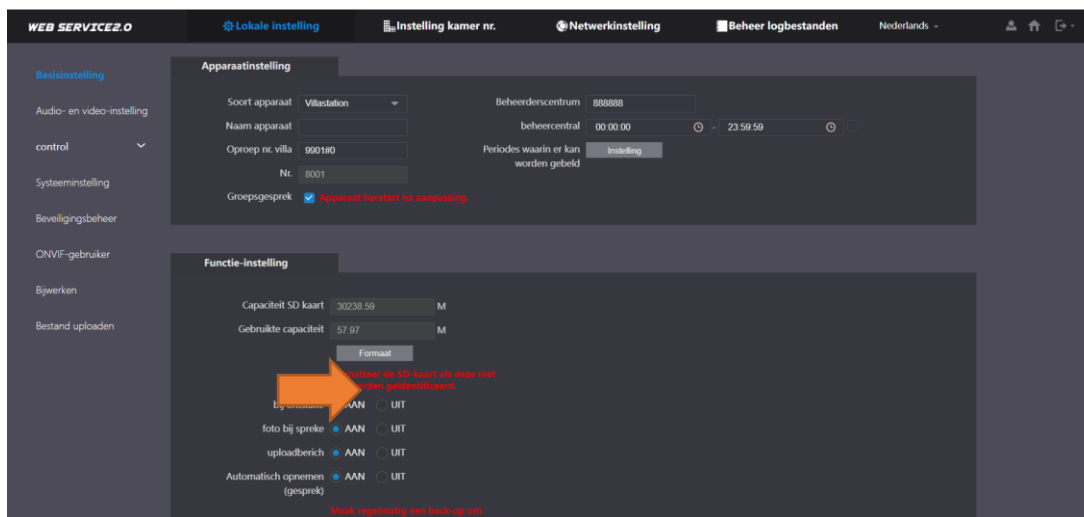 WEB SERVICE2.0
Lokale instelling
Instelling kamer nr.
Netwerkinstelling
Beheer logbestanden
Nederlands
Basisinstelling
Audio- en video-instelling
control
Systeeminstelling
Beveiligingsbeheer
ONVIF-gebruiker
Bijwerken
Bestand uploaden
Apparaatinstelling
Soort apparaat Villastation
Naam apparaat
Oproep nr. villa 9901#0
Nr. 8001
Groepsgesprek Apparaat herstart na aanpassing.
Beheerderscentrum 888888
beheercentral 00:00:00 - 23:59:59
Periodes waarin er kan Instelling
worden gebeld
Functie-instelling
Capaciteit SD kaart 30238.59 M
Gebruikte capaciteit 57.97 M
Formaat
de SD-kaart als deze niet
geïdentificeerd.
AAN UIT
foto bij spreke AAN UIT
uploadberich AAN UIT
Automatisch opnemen AAN UIT
(gesprek)
Maak regelmatig een back-up om